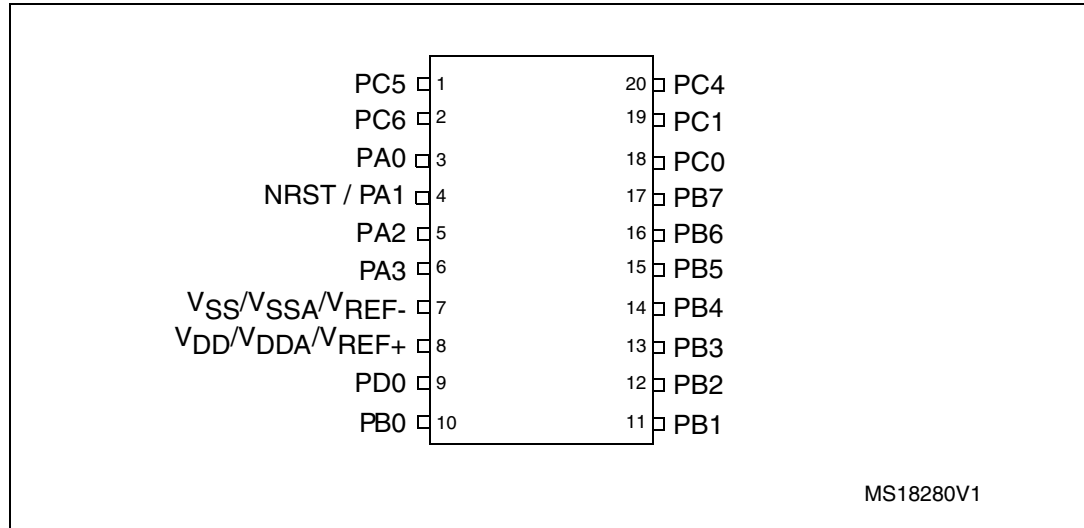 PC5 1 20 PC4
PC6 2 19 PC1
PA0 3 18 PC0
NRST / PA1 4 17 PB7
PA2 5 16 PB6
PA3 6 15 PB5
VSS/VSSA/VREF- 7 14 PB4
VDD/VDDA/VREF+ 8 13 PB3
PD0 9 12 PB2
PB0 10 11 PB1
MS18280V1